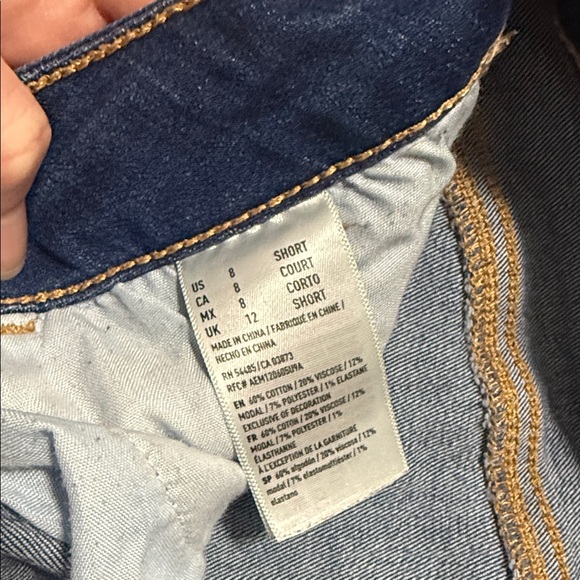 US 8 SHORT
CA 8 COURT
MX 8 CORTO
UK 12 SHORT
MADE IN CHINA / FABRIQUÉ EN CHINE /
HECHO EN CHINA
RN 54485 / CA 03873
RFC# AEM12060SU9A
EN 60% COTTON / 20% VISCOSE / 12%
MODAL / 7% POLYESTER / 1% ELASTANE
EXCLUSIVE OF DECORATION
FR 60% COTON / 20% VISCOSE / 12%
MODAL / 7% POLYESTER / 1%
ÉLASTHANNE
À L'EXCEPTION DE LA GARNITURE
SP 60% algodón / 20% viscosa / 12%
modal / 7% elastomultiéster / 1%
elastano